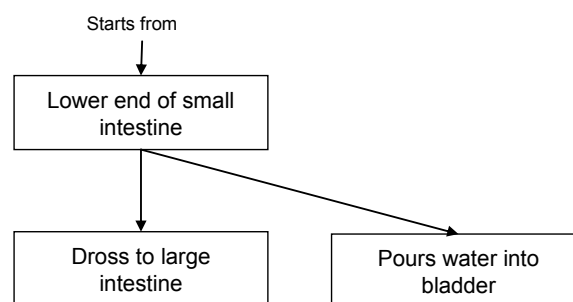 Starts from
Lower end of small
intestine
Dross to large
intestine
Pours water into
bladder